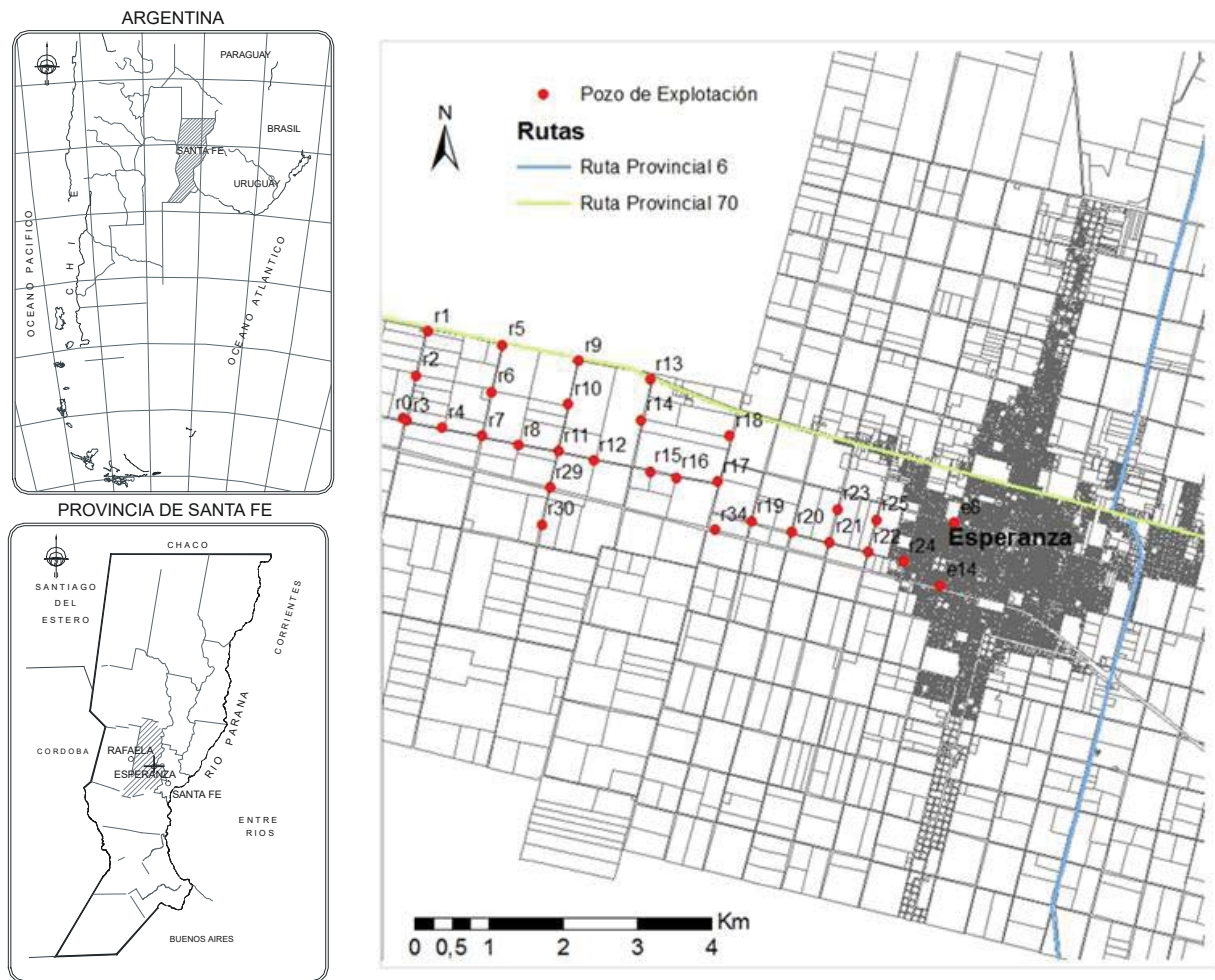 ARGENTINA
PARAGUAY
BRASIL
SANTA FE
URUGUAY
OCEANO PACIFICO
CHILE
OCEANO ATLANTICO
PROVINCIA DE SANTA FE
CHACO
SANTIAGO
DEL
ESTERO
CORRIENTES
RIO PARANA
CORDOBA
RAFAELA
ESPERANZA
SANTA FE
ENTRE
RIOS
BUENOS AIRES
N
Pozo de Explotación
Rutas
Ruta Provincial 6
Ruta Provincial 70
r1
r5
r9
r2
r13
r6
r10
r0
r3
r4
r14
r7
r8
r11
r12
r18
r15
r16
r17
r29
r30
r34
r19
r23
r25
r20
r21
r22
r24
e6
Esperanza
e14
Km
0 0,5 1 2 3 4